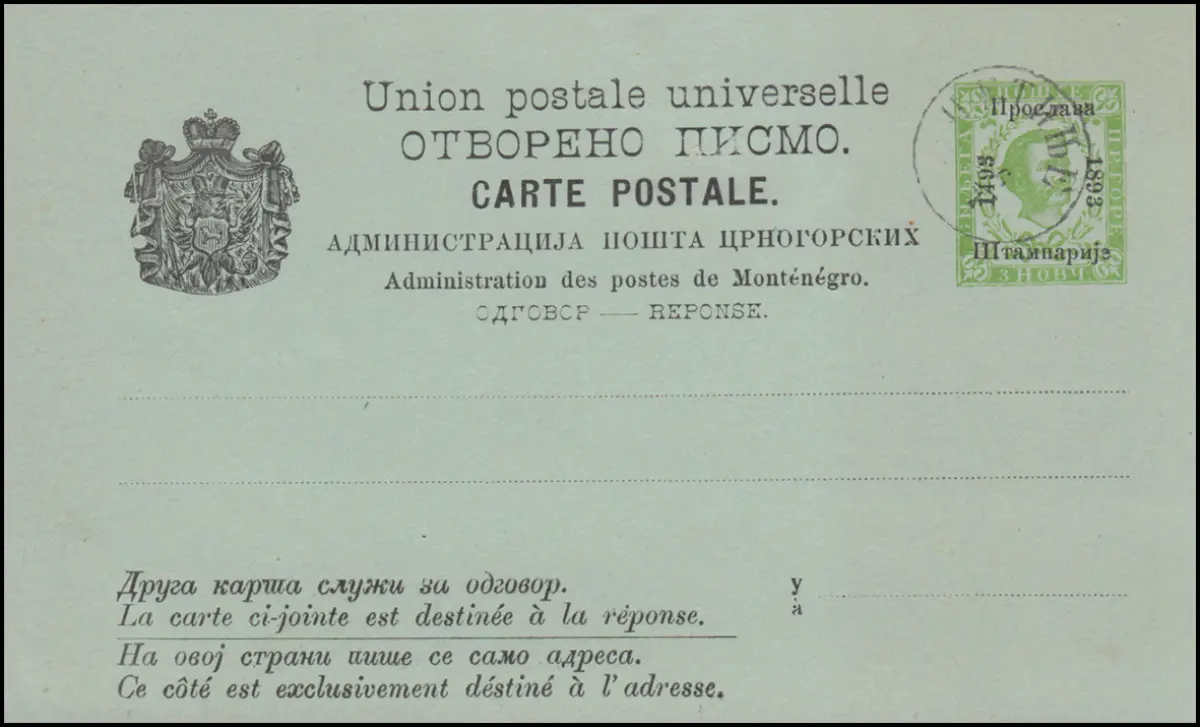 Union postale universelle
ОТВОРЕНО ПИСМО.
CARTE POSTALE.
АДМИНИСТРАЦИЈА ПОШТА ЦРНОГОРСКИХ
Administration des postes de Monténégro.
ОДГОВОР — REPONSE.
Прослава
1493
1893
Штампарије
3 НОВЧ.
Друга карта служи за одговор.
La carte ci-jointe est destinée à la réponse.
У
à
На овој страни пише се само адреса.
Ce côté est exclusivement déstiné à l'adresse.